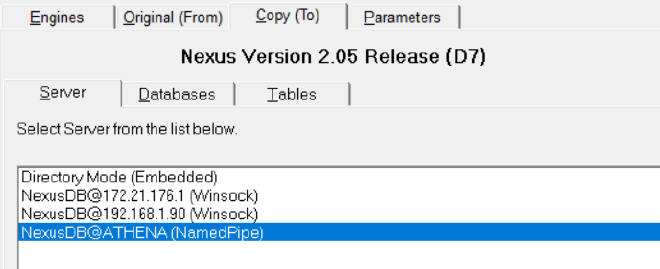 Engines Original (From) Copy (To) Parameters
Nexus Version 2.05 Release (D7)
Server Databases Tables
Select Server from the list below.
Directory Mode (Embedded)
NexusDB@172.21.176.1 (Winsock)
NexusDB@192.168.1.90 (Winsock)
NexusDB@ATHENA (NamedPipe)